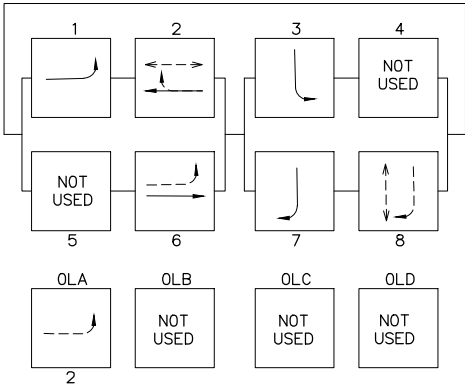 1 2 3 4
NOT
USED
NOT
USED
5 6 7 8
OLA OLB OLC OLD
NOT NOT NOT
USED USED USED
2